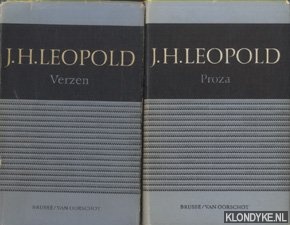 J.H.LEOPOLD
Verzen
BRUSSE/VAN OORSCHOT
J.H.LEOPOLD
Proza
BRUSSE/VAN OORSCHOT
KLONDYKE.NL